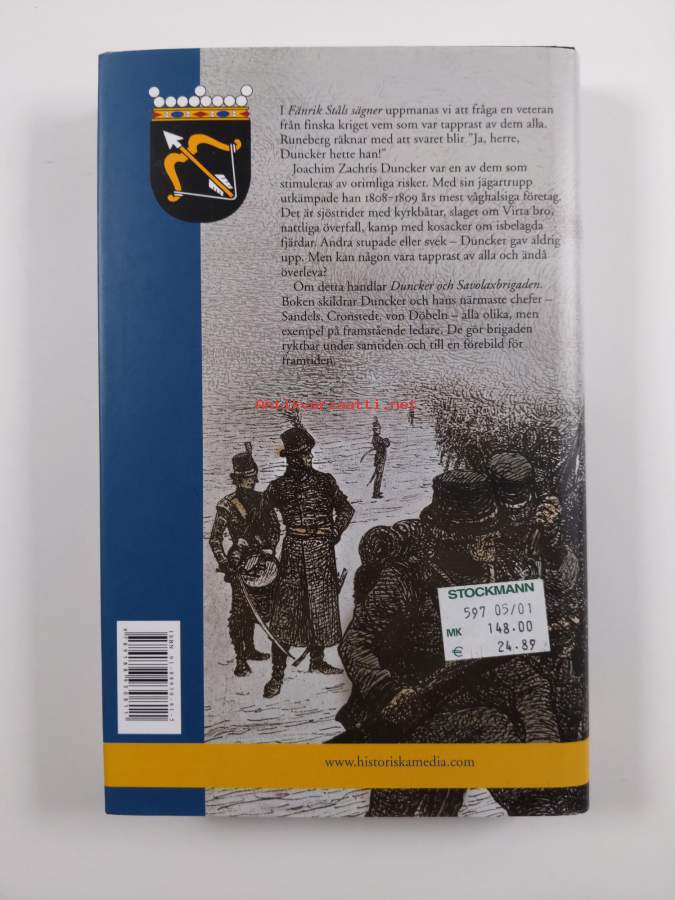 I Fänrik Ståls sägner uppmanas vi att fråga en veteran
från finska kriget vem som var tapprast av dem alla.
Runeberg räknar med att svaret blir "Ja, herre,
Duncker hette han!"
Joachim Zachris Duncker var en av dem som
stimuleras av orimliga risker. Med sin jägartrupp
utkämpade han 1808-1809 års mest våghalsiga företag.
Det är sjöstrider med kyrkbåtar, slaget om Virta bro,
nattliga överfall, kamp med kosacker om isbelagda
fjärdar. Andra stupade eller svek – Duncker gav aldrig
upp. Men kan någon vara tapprast av alla och ändå
överleva?
Om detta handlar Duncker och Savolaxbrigaden.
Boken skildrar Duncker och hans närmaste chefer –
Sandels, Cronstedt, von Döbeln – alla olika, men
exempel på framstående ledare. De gör brigaden
ryktbar under samtiden och till en förebild för
framtiden.
Antikvariaatti.net
STOCKMANN
597 05/01
MK 148.00
€ 24.89
www.historiskamedia.com